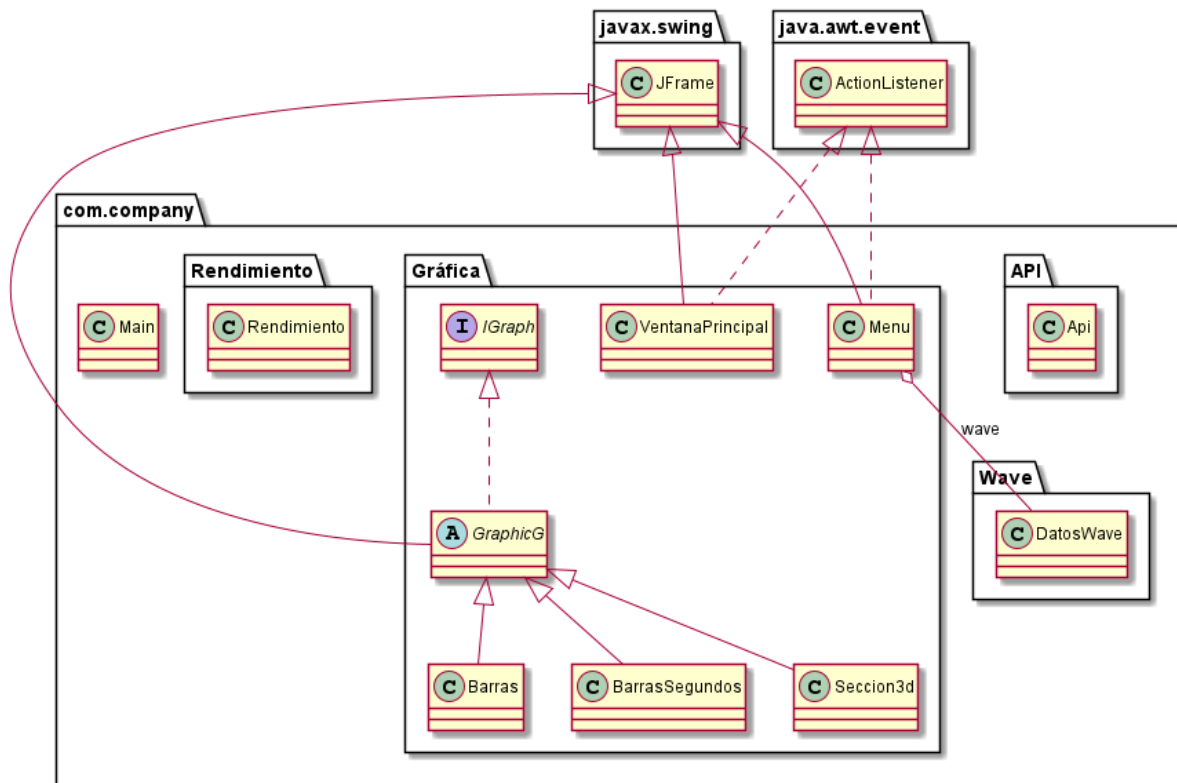 javax.swing
java.awt.event
C JFrame
C ActionListener
com.company
Rendimiento
Gráfica
API
C Main
C Rendimiento
I IGraph
C VentanaPrincipal
C Menu
C Api
wave
Wave
A GraphicG
C DatosWave
C Barras
C BarrasSegundos
C Seccion3d